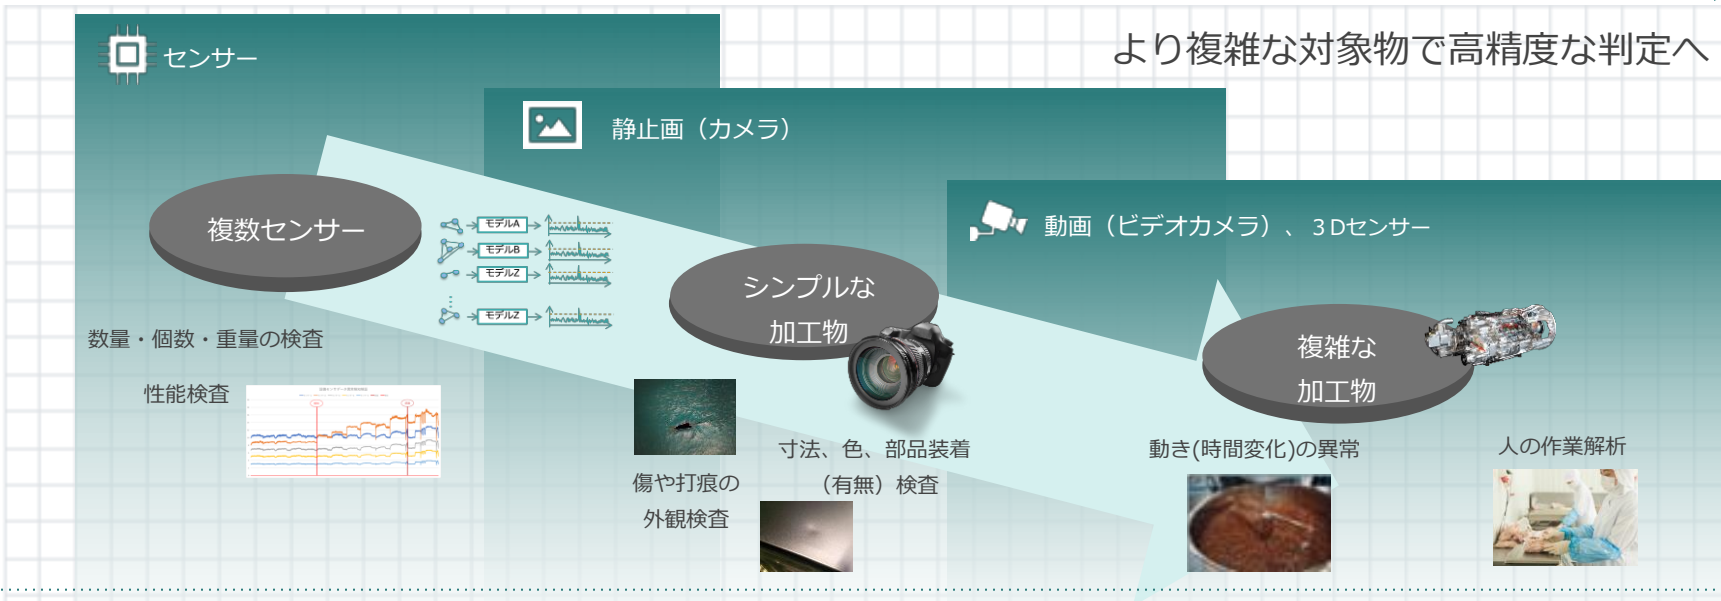 より複雑な対象物で高精度な判定へ
センサー
静止画（カメラ）
動画（ビデオカメラ）、３Dセンサー
複数センサー
モデルA
モデルB
モデルZ
モデルZ
シンプルな
加工物
複雑な
加工物
数量・個数・重量の検査
性能検査
傷や打痕の
外観検査
寸法、色、部品装着
（有無）検査
動き(時間変化)の異常
人の作業解析